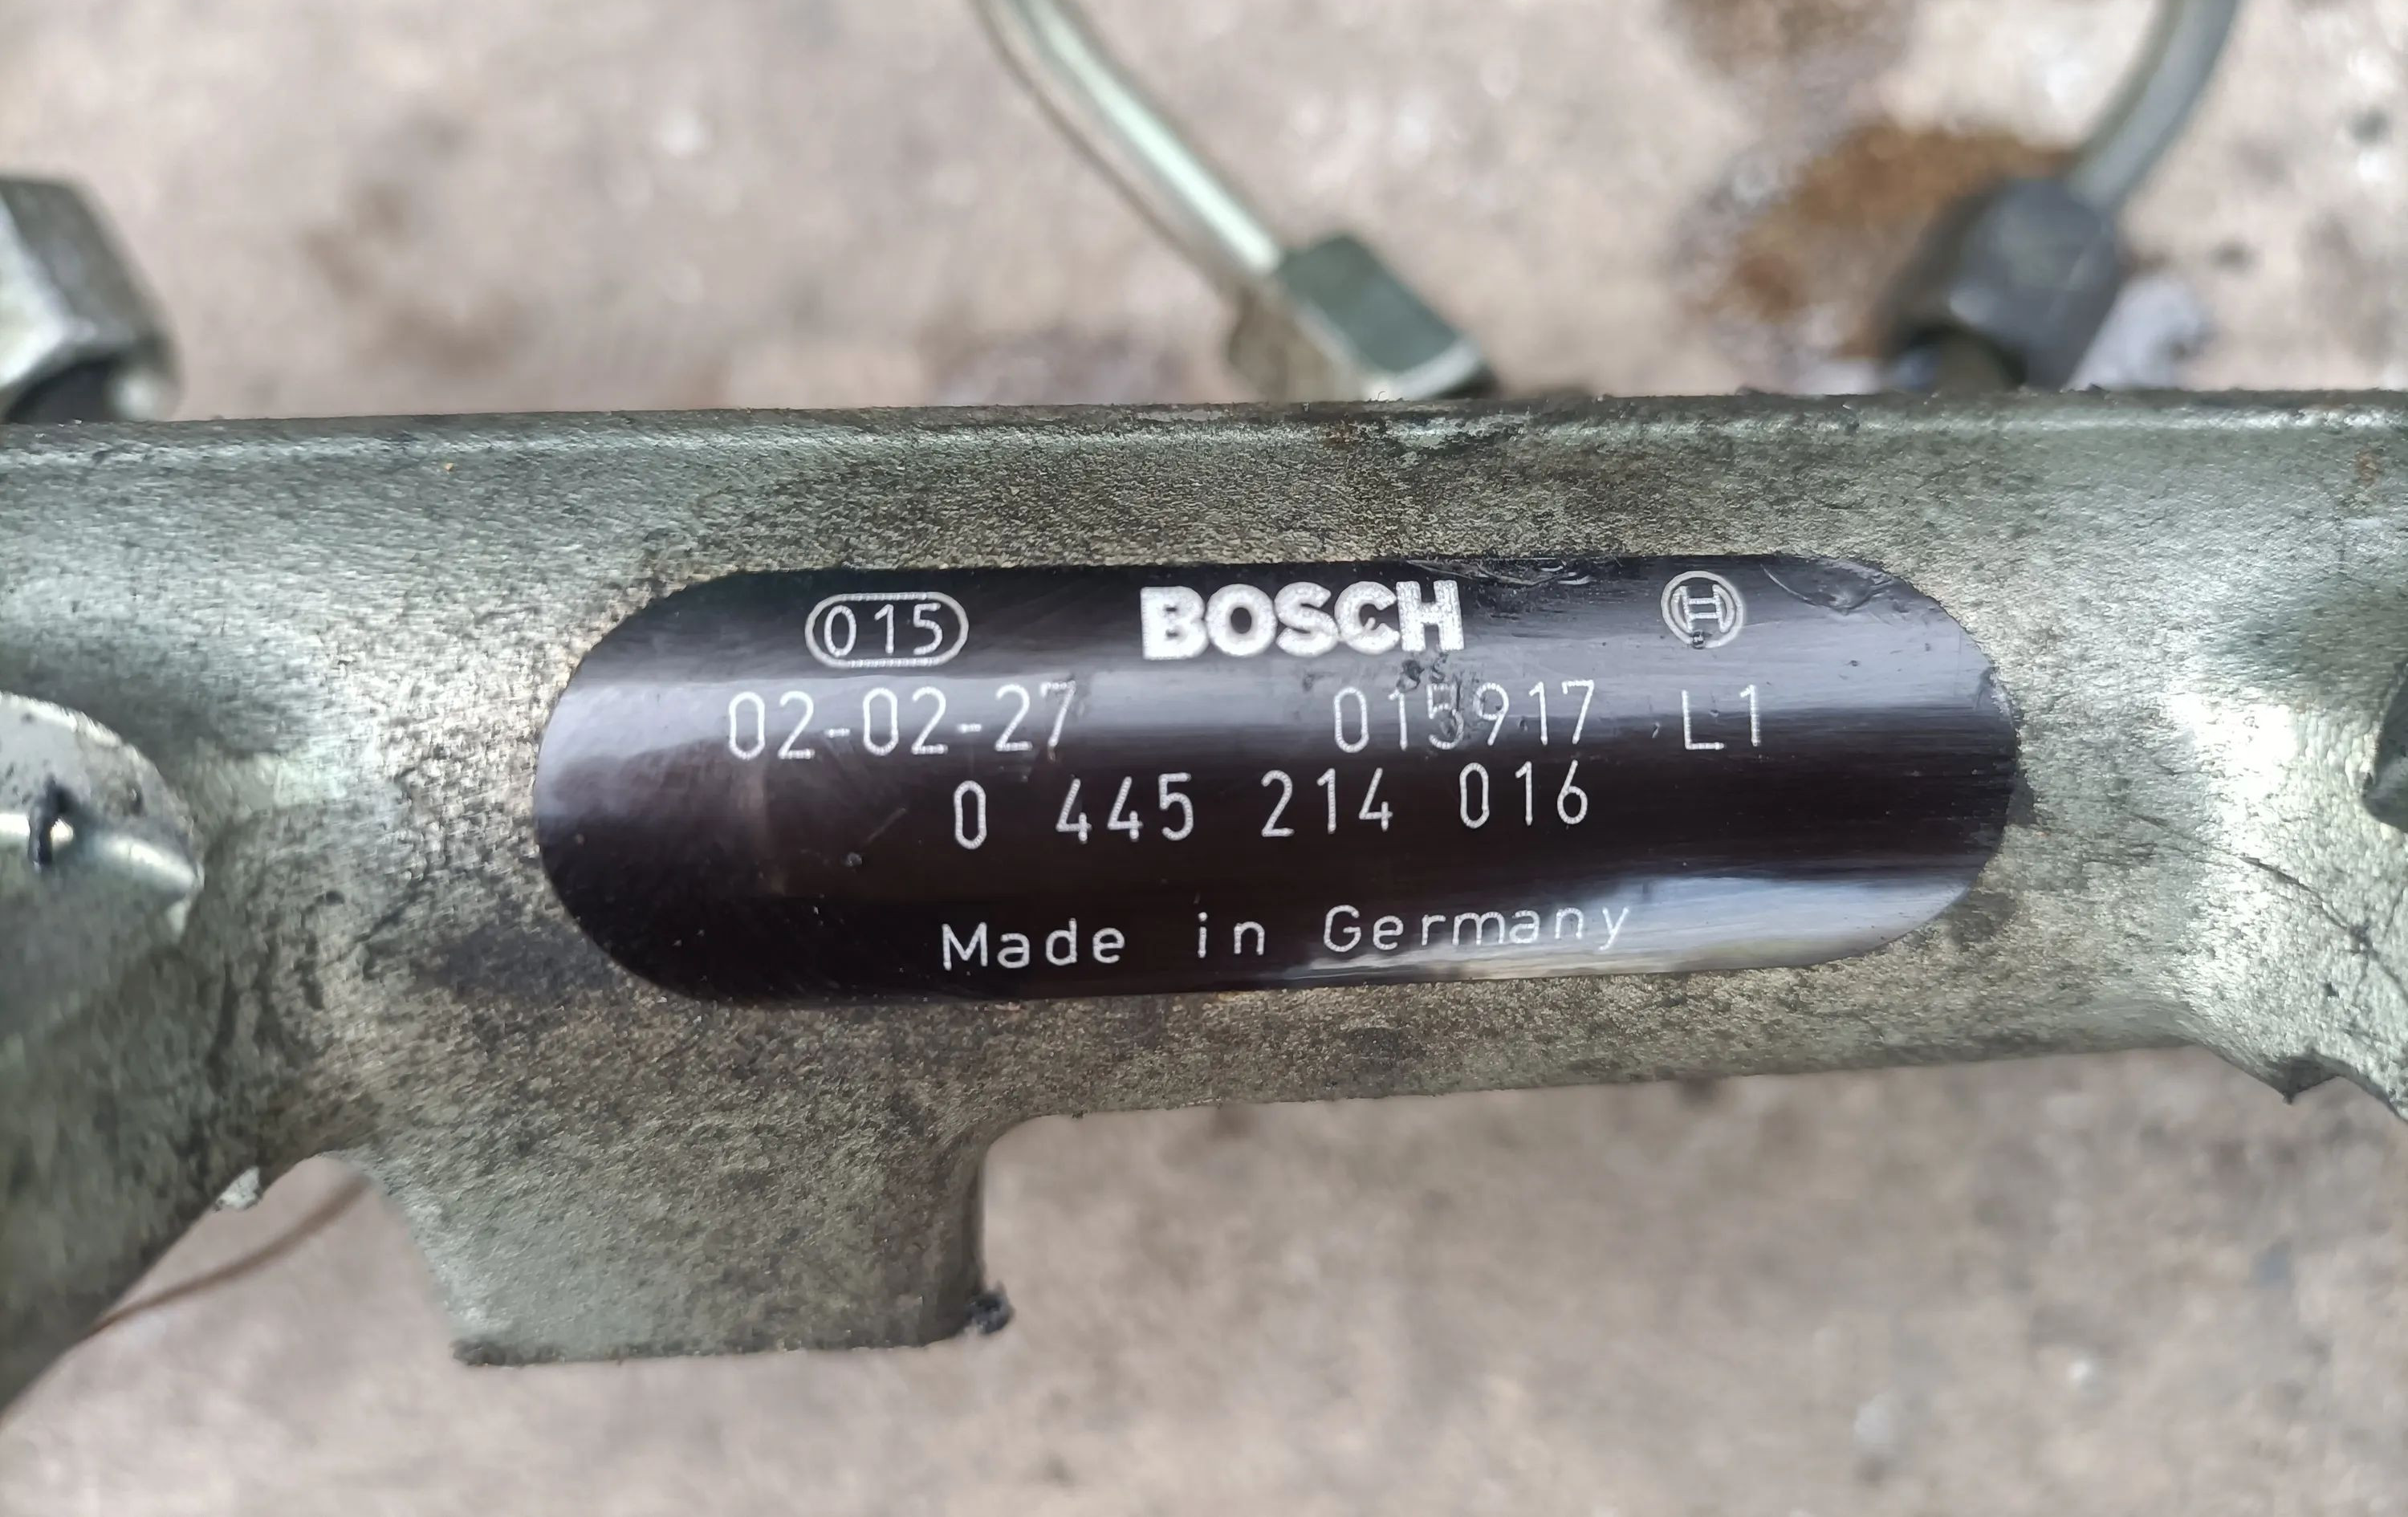 015 BOSCH
02-02-27 015917 L1
0 445 214 016
Made in Germany